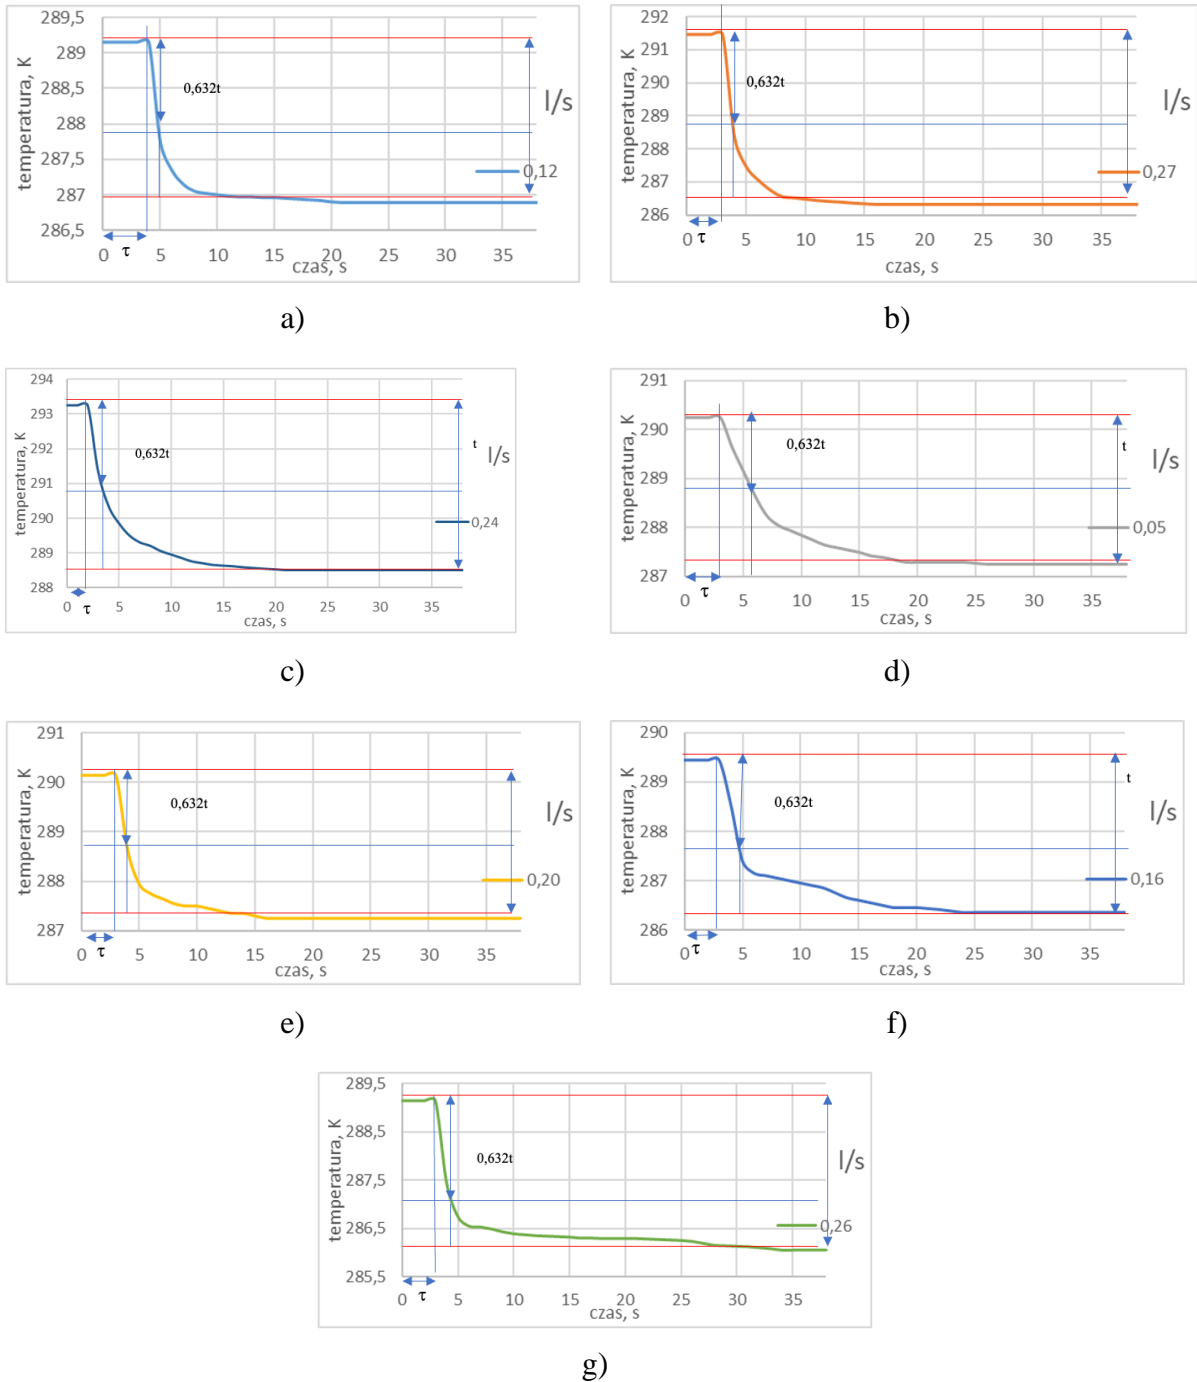 289,5
289
288,5
288
287,5
287
286,5
temperatura, K
0,632t
l/s
0,12
0 5 10 15 20 25 30 35
τ
czas, s
a)
292
291
290
289
288
287
286
temperatura, K
0,632t
l/s
0,27
0 5 10 15 20 25 30 35
τ
czas, s
b)
294
293
292
291
290
289
288
temperatura, K
0,632t
t
l/s
0,24
0 5 10 15 20 25 30 35
τ
czas, s
c)
291
290
289
288
287
temperatura, K
0,632t
t
l/s
0,05
0 5 10 15 20 25 30 35
τ
czas, s
d)
291
290
289
288
287
temperatura, K
0,632t
l/s
0,20
0 5 10 15 20 25 30 35
τ
czas, s
e)
290
289
288
287
286
temperatura, K
0,632t
t
l/s
0,16
0 5 10 15 20 25 30 35
τ
czas, s
f)
289,5
288,5
287,5
286,5
285,5
temperatura, K
0,632t
l/s
0,26
0 5 10 15 20 25 30 35
τ
czas, s
g)